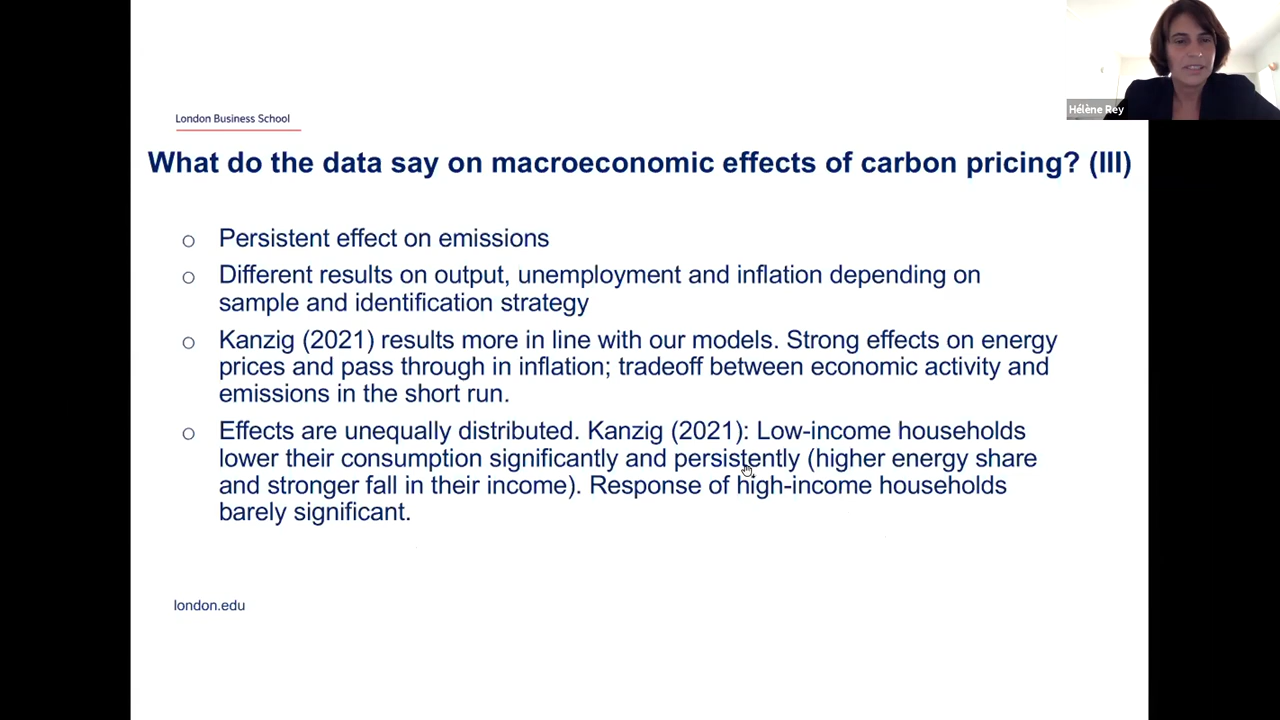 Hélène Rey
London Business School
What do the data say on macroeconomic effects of carbon pricing? (III)
o Persistent effect on emissions
o Different results on output, unemployment and inflation depending on
sample and identification strategy
o Kanzig (2021) results more in line with our models. Strong effects on energy
prices and pass through in inflation; tradeoff between economic activity and
emissions in the short run.
o Effects are unequally distributed. Kanzig (2021): Low-income households
lower their consumption significantly and persistently (higher energy share
and stronger fall in their income). Response of high-income households
barely significant.
london.edu